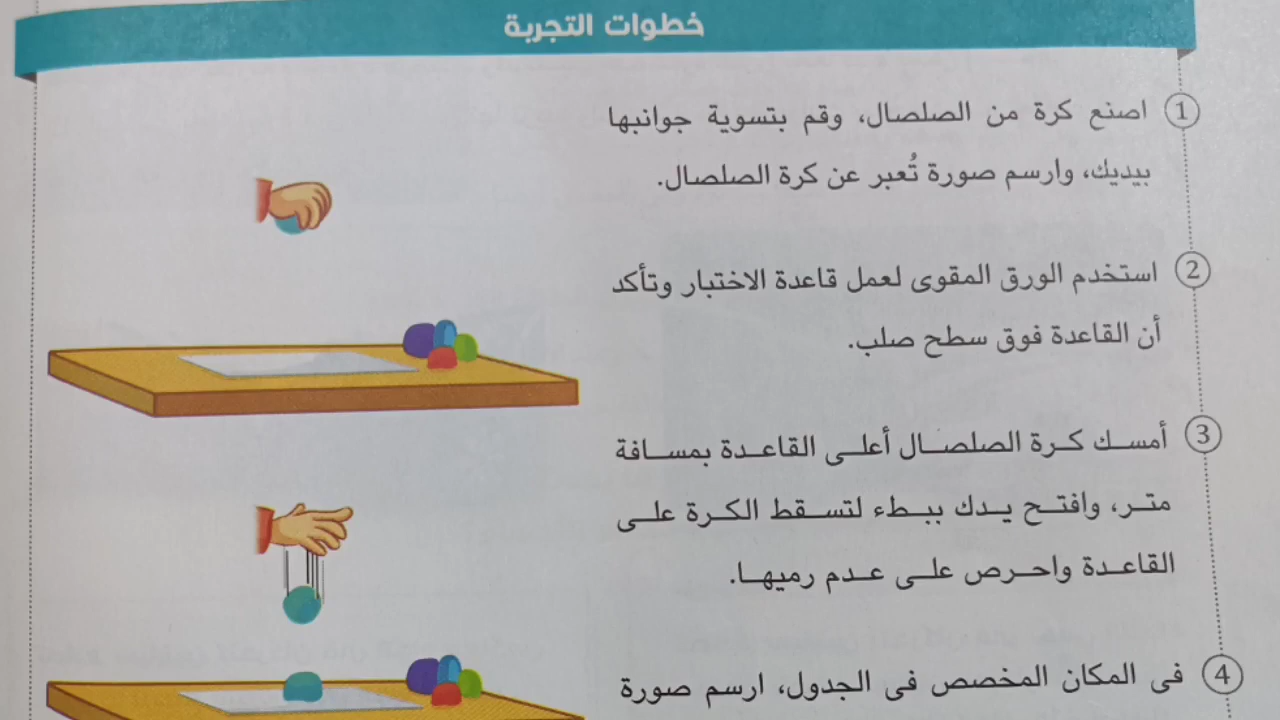 خطوات التجربة
1 اصنع كرة من الصلصال، وقم بتسوية جوانبها
بيديك، وارسم صورة تُعبر عن كرة الصلصال.
2 استخدم الورق المقوى لعمل قاعدة الاختبار وتأكد
أن القاعدة فوق سطح صلب.
3 أمسك كرة الصلصال أعلى القاعدة بمسافة
متر، وافتح يدك ببطء لتسقط الكرة على
القاعدة واحرص على عدم رميها.
4 فى المكان المخصص فى الجدول، ارسم صورة